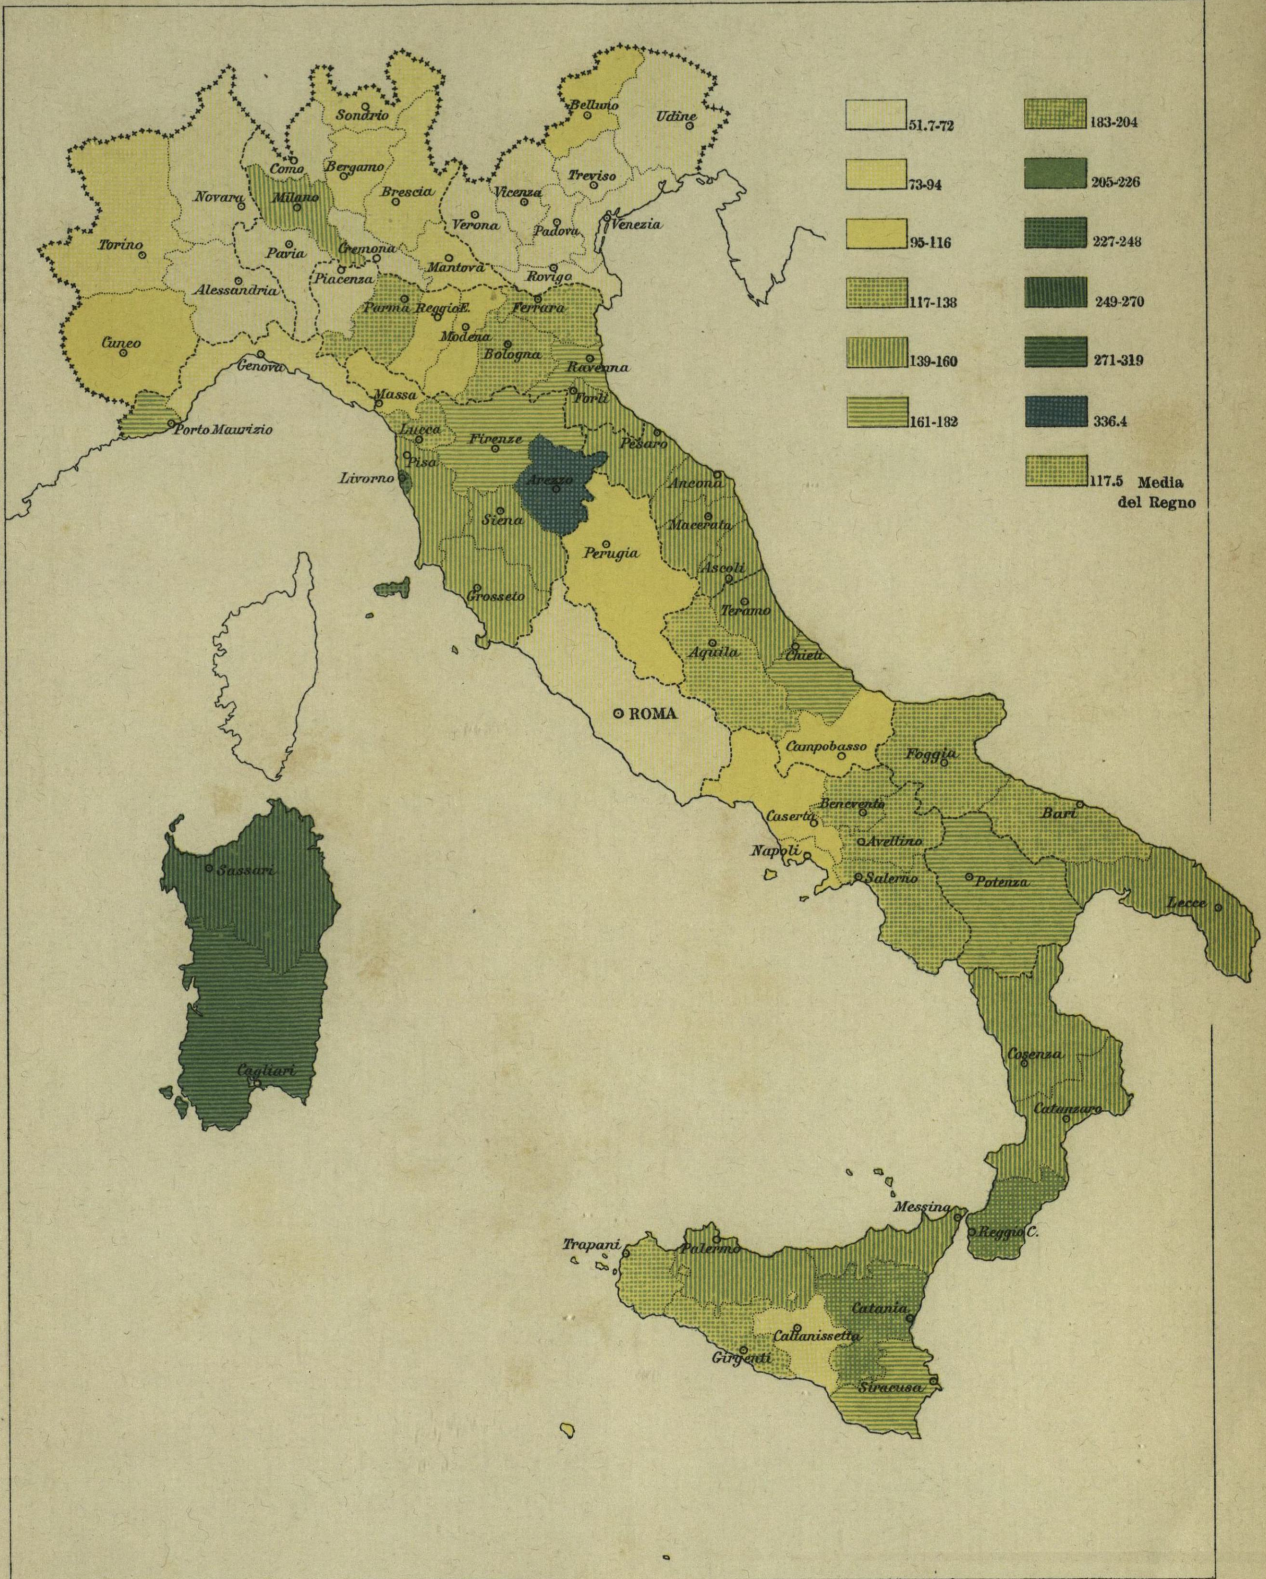 Sondrio
Belluno
Udine
Como
Bergamo
Treviso
Novara
Milano
Brescia
Vicenza
Verona
Padova
Venezia
Torino
Pavia
Cremona
Mantova
Rovigo
Piacenza
Alessandria
Parma
Reggio E.
Ferrara
Modena
Cuneo
Bologna
Genova
Ravenna
Massa
Forlì
Porto Maurizio
Lucca
Firenze
Pesaro
Pisa
Livorno
Arezzo
Ancona
Siena
Macerata
Perugia
Ascoli
Grosseto
Teramo
Aquila
Chieti
ROMA
Campobasso
Foggia
Benevento
Caserta
Bari
Avellino
Napoli
Salerno
Potenza
Lecce
Sassari
Cagliari
Cosenza
Catanzaro
Messina
Reggio C.
Trapani
Palermo
Catania
Caltanissetta
Girgenti
Siracusa
51.7-72
73-94
95-116
117-138
139-160
161-182
183-204
205-226
227-248
249-270
271-319
336.4
117.5 Media
del Regno